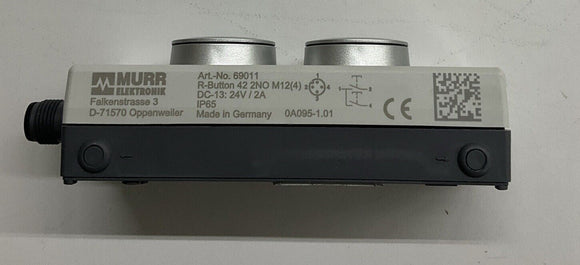 MURR
ELEKTRONIK
Falkenstrasse 3
D-71570 Oppenweiler
Art.-No. 69011
R-Button 42 2NO M12(4)
DC-13: 24V / 2A
IP65
Made in Germany
0A095-1.01
CE